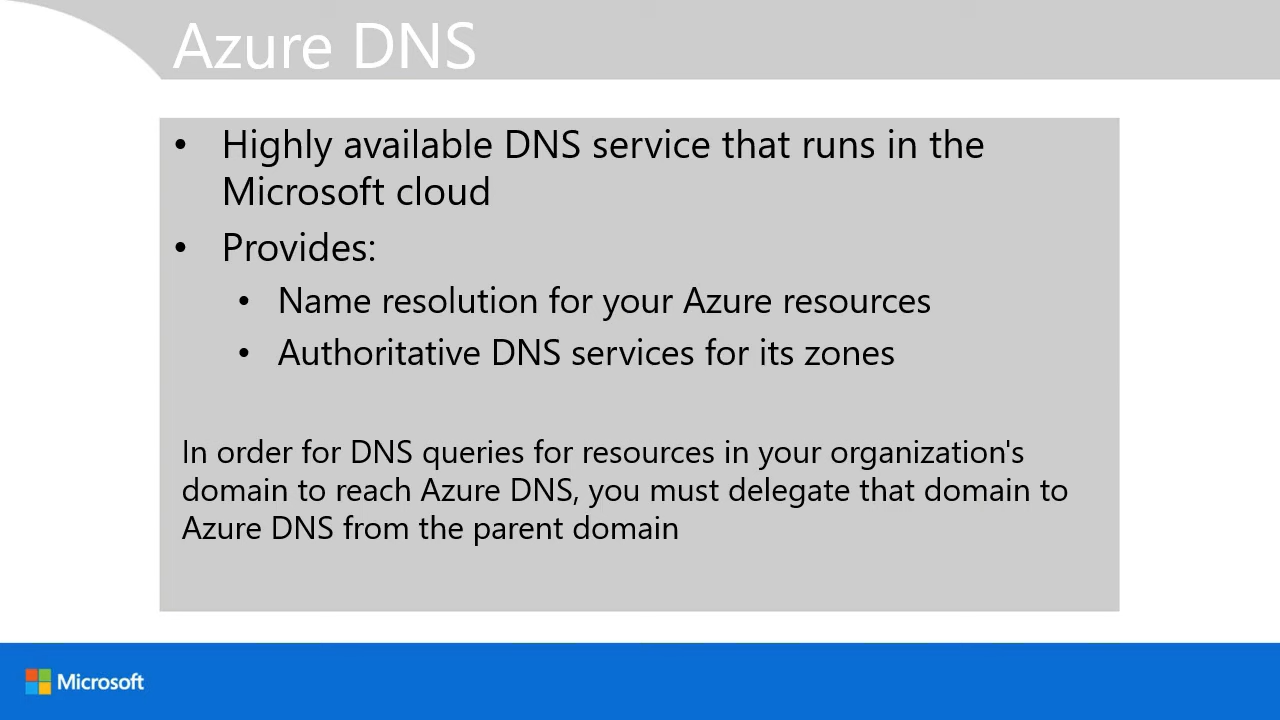 Azure DNS
• Highly available DNS service that runs in the
Microsoft cloud
• Provides:
• Name resolution for your Azure resources
• Authoritative DNS services for its zones
In order for DNS queries for resources in your organization's
domain to reach Azure DNS, you must delegate that domain to
Azure DNS from the parent domain
Microsoft